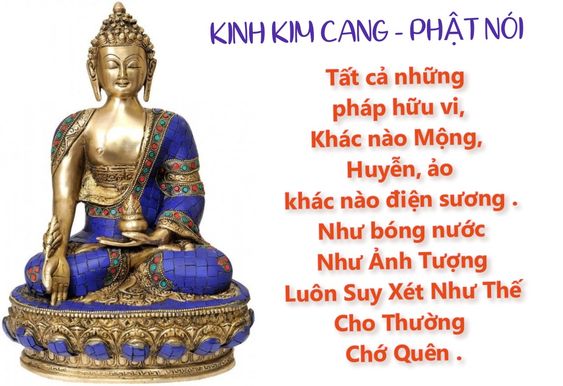 KINH KIM CANG - PHẬT NÓI
Tất cả những
pháp hữu vi,
Khác nào Mộng,
Huyễn, ảo
khác nào điện sương .
Như bóng nước
Như Ảnh Tượng
Luôn Suy Xét Như Thế
Cho Thường
Chớ Quên .